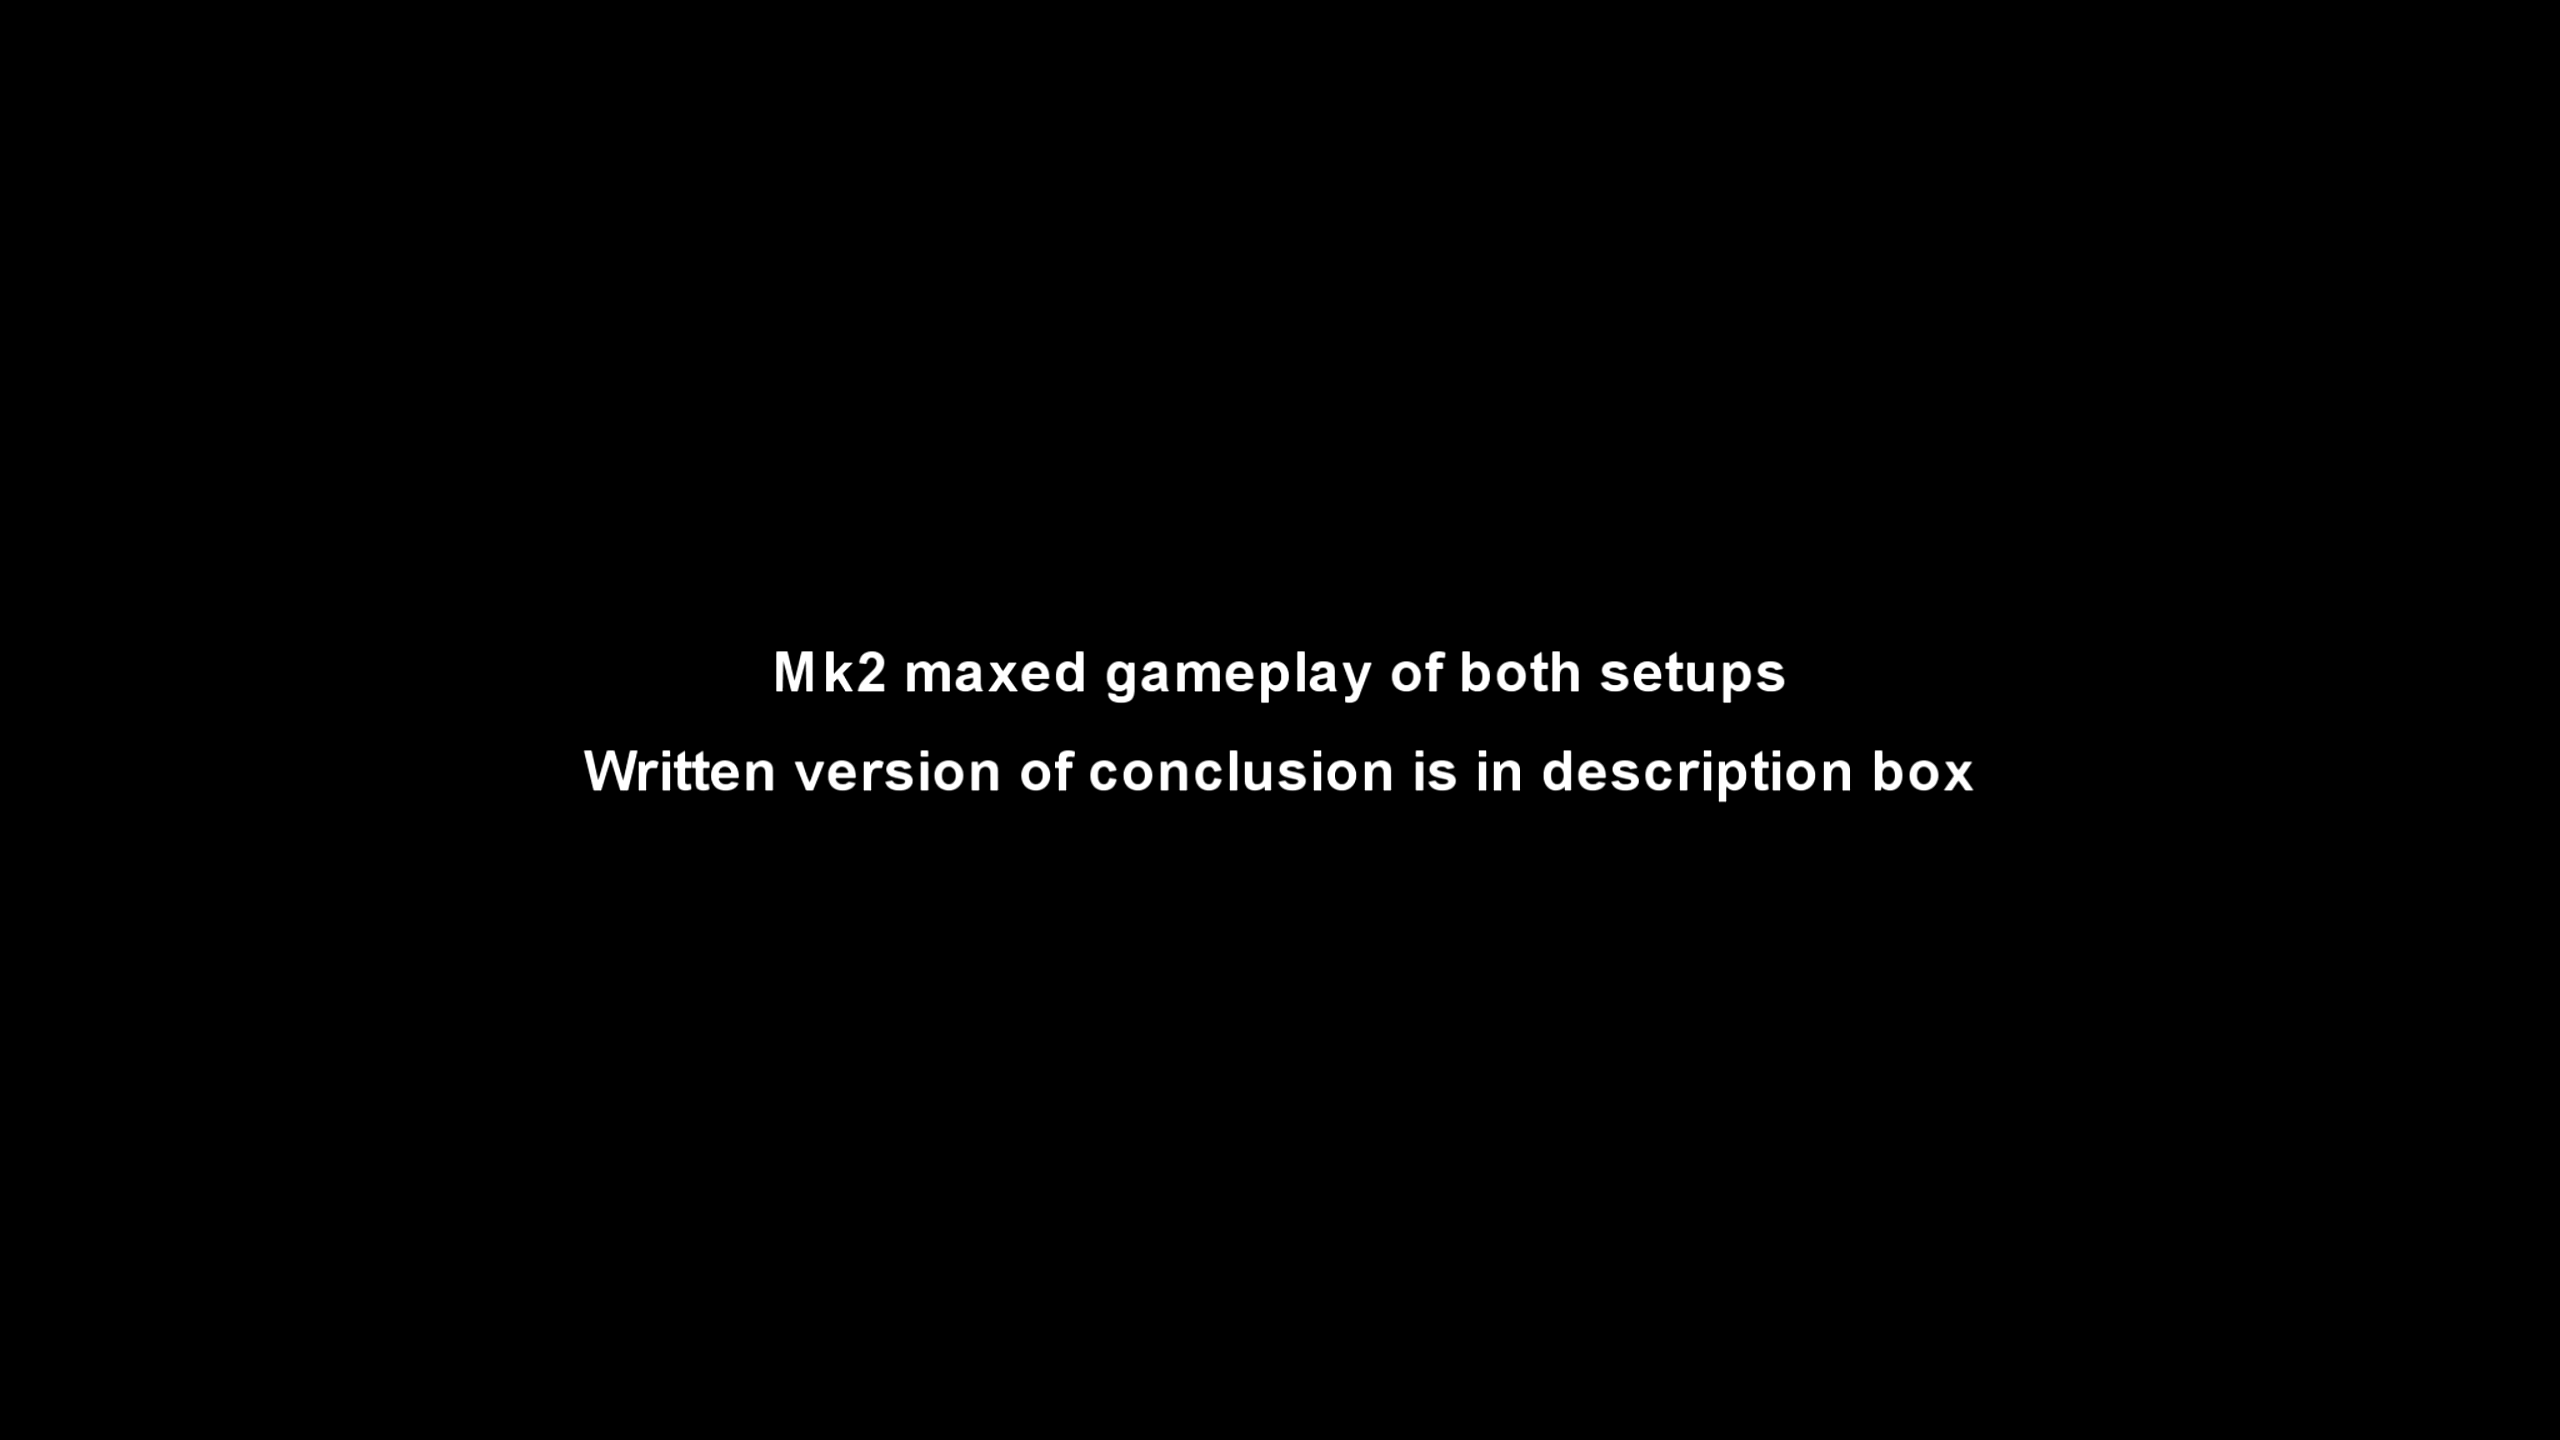 Mk2 maxed gameplay of both setups
Written version of conclusion is in description box